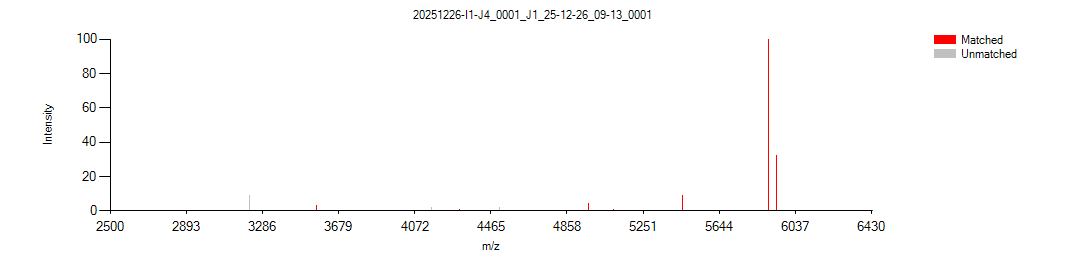 20251226-I1-J4_0001_J1_25-12-26_09-13_0001
100
80
60
40
20
0
Intensity
2500 2893 3286 3679 4072 4465 4858 5251 5644 6037 6430
m/z
Matched
Unmatched